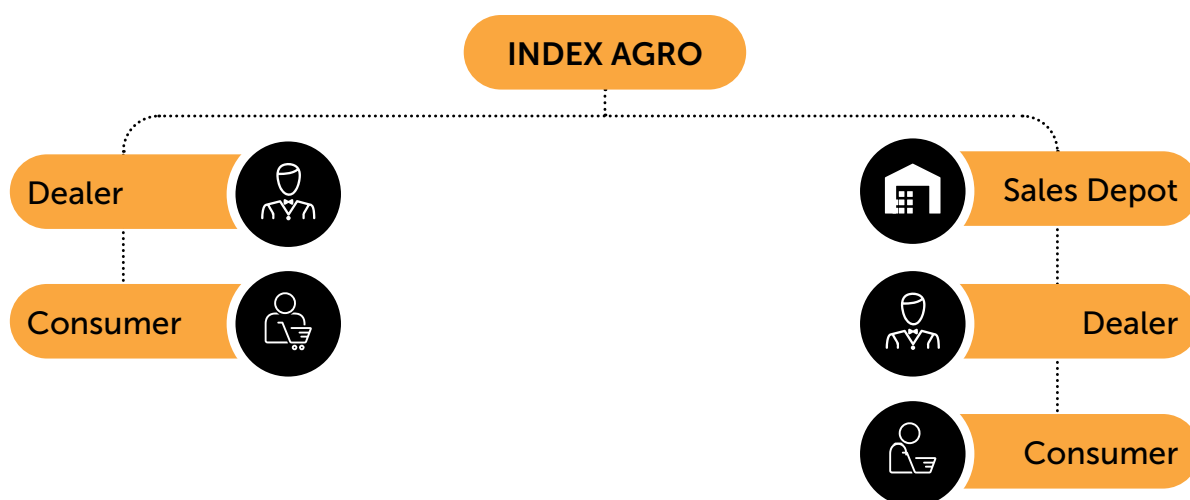 INDEX AGRO
Dealer
Consumer
Sales Depot
Dealer
Consumer